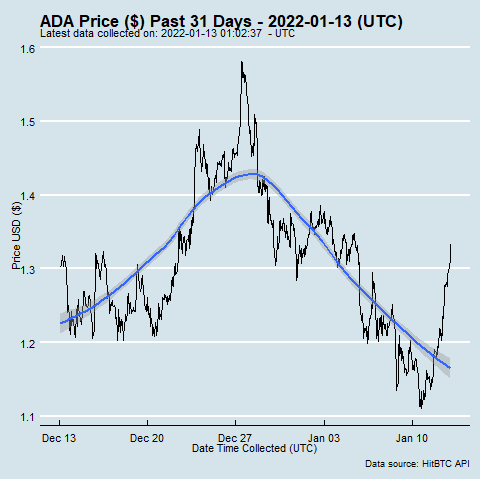 ADA Price ($) Past 31 Days - 2022-01-13 (UTC)
Latest data collected on: 2022-01-13 01:02:37 - UTC
1.6
1.5
1.4
1.3
1.2
1.1
Price USD ($)
Dec 13 Dec 20 Dec 27 Jan 03 Jan 10
Date Time Collected (UTC)
Data source: HitBTC API